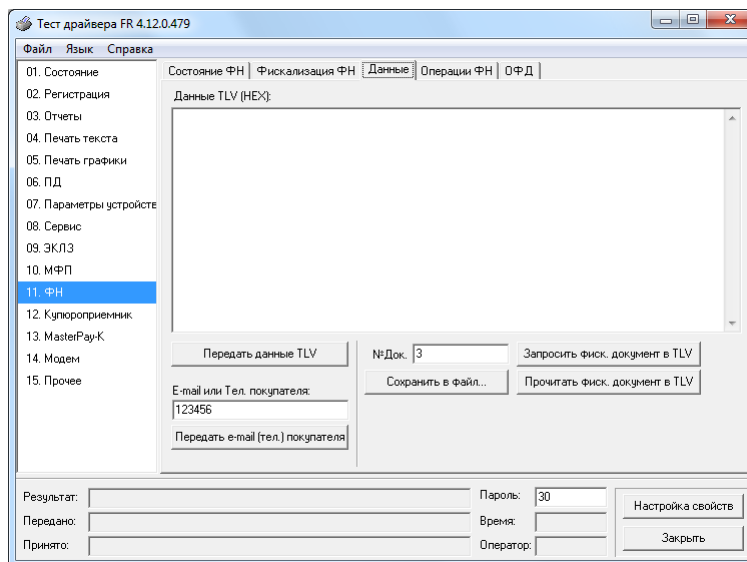 Тест драйвера FR 4.12.0.479
Файл Язык Справка
01. Состояние
02. Регистрация
03. Отчеты
04. Печать текста
05. Печать графики
06. ПД
07. Параметры устройств
08. Сервис
09. ЭКЛЗ
10. МФП
11. ФН
12. Купюроприемник
13. MasterPay-K
14. Модем
15. Прочее
Состояние ФН Фискализация ФН Данные Операции ФН ОФД
Данные TLV (HEX):
Передать данные TLV
№Док. 3
Запросить фиск. документ в TLV
Сохранить в файл...
Прочитать фиск. документ в TLV
E-mail или Тел. покупателя:
123456
Передать e-mail (тел.) покупателя
Результат:
Передано:
Принято:
Пароль: 30
Время:
Оператор:
Настройка свойств
Закрыть